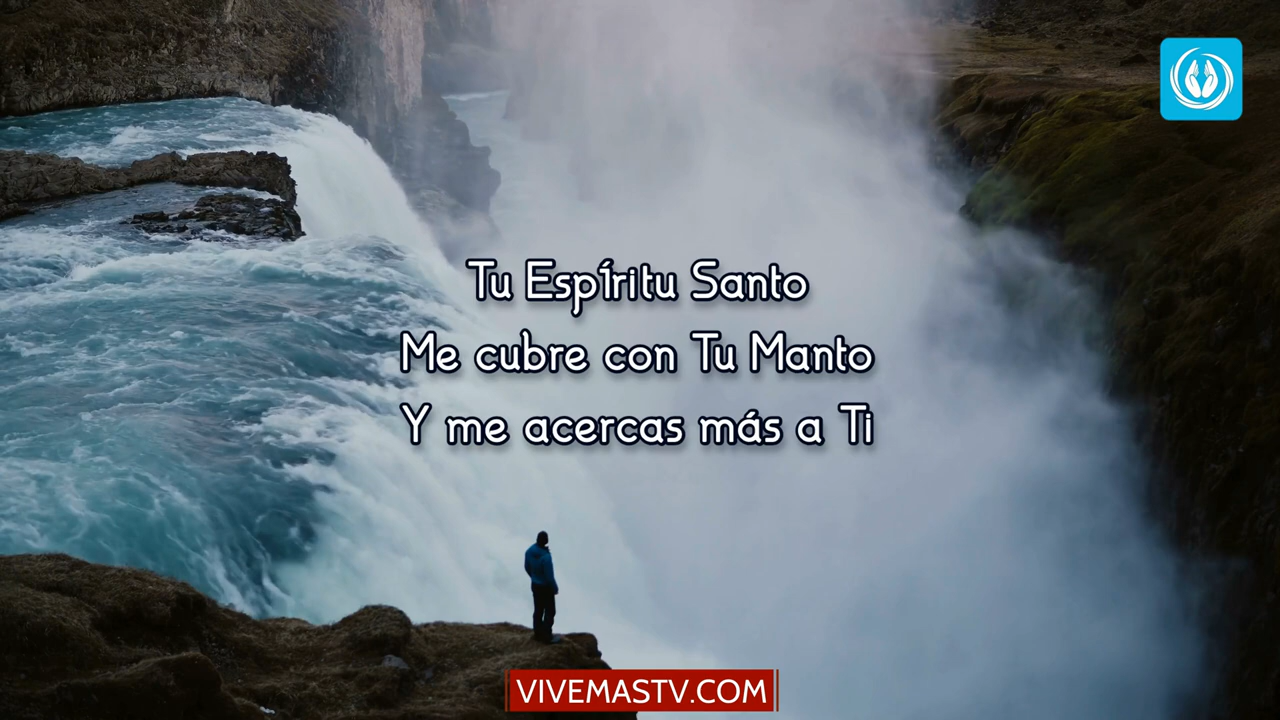 Tu Espíritu Santo
Me cubre con Tu Manto
Y me acercas más a Ti
VIVEMASTV.COM